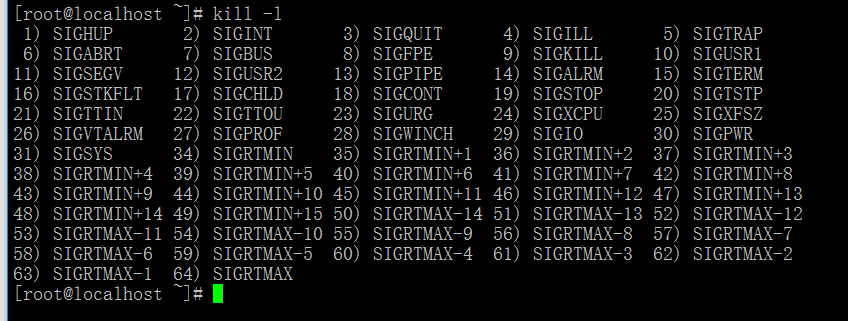 [root@localhost ~]# kill -l
 1) SIGHUP       2) SIGINT       3) SIGQUIT      4) SIGILL       5) SIGTRAP
 6) SIGABRT      7) SIGBUS       8) SIGFPE       9) SIGKILL     10) SIGUSR1
11) SIGSEGV     12) SIGUSR2     13) SIGPIPE     14) SIGALRM     15) SIGTERM
16) SIGSTKFLT   17) SIGCHLD     18) SIGCONT     19) SIGSTOP     20) SIGTSTP
21) SIGTTIN     22) SIGTTOU     23) SIGURG      24) SIGXCPU     25) SIGXFSZ
26) SIGVTALRM   27) SIGPROF     28) SIGWINCH    29) SIGIO       30) SIGPWR
31) SIGSYS      34) SIGRTMIN    35) SIGRTMIN+1  36) SIGRTMIN+2  37) SIGRTMIN+3
38) SIGRTMIN+4  39) SIGRTMIN+5  40) SIGRTMIN+6  41) SIGRTMIN+7  42) SIGRTMIN+8
43) SIGRTMIN+9  44) SIGRTMIN+10 45) SIGRTMIN+11 46) SIGRTMIN+12 47) SIGRTMIN+13
48) SIGRTMIN+14 49) SIGRTMIN+15 50) SIGRTMAX-14 51) SIGRTMAX-13 52) SIGRTMAX-12
53) SIGRTMAX-11 54) SIGRTMAX-10 55) SIGRTMAX-9  56) SIGRTMAX-8  57) SIGRTMAX-7
58) SIGRTMAX-6  59) SIGRTMAX-5  60) SIGRTMAX-4  61) SIGRTMAX-3  62) SIGRTMAX-2
63) SIGRTMAX-1  64) SIGRTMAX
[root@localhost ~]#